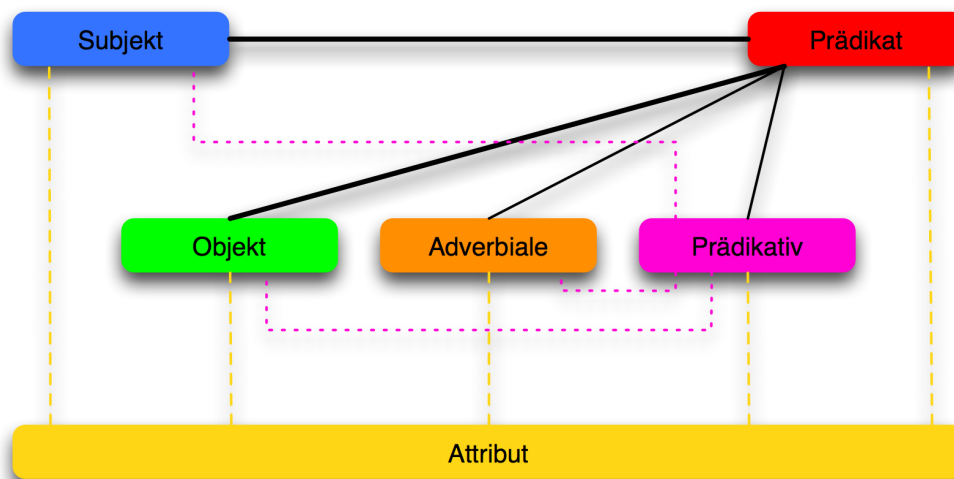 Subjekt
Prädikat
Objekt
Adverbiale
Prädikativ
Attribut